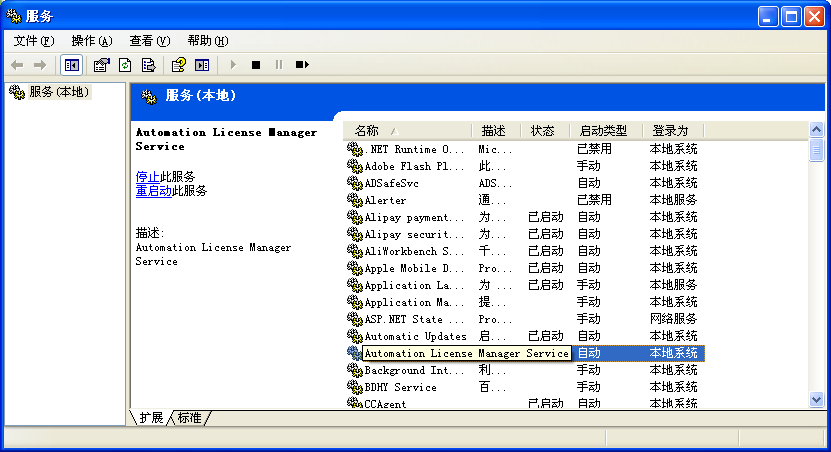 服务
文件(F) 操作(A) 查看(V) 帮助(H)
服务(本地)
服务(本地)
Automation License Manager
Service
停止此服务
重启动此服务
描述:
Automation License Manager
Service
名称 描述 状态 启动类型 登录为
.NET Runtime O... Mic... 已禁用 本地系统
Adobe Flash Pl... 此... 手动 本地系统
ADSafeSvc ADS... 自动 本地系统
Alerter 通... 已禁用 本地服务
Alipay payment... 为... 已启动 自动 本地系统
Alipay securit... 为... 已启动 自动 本地系统
AliWorkbench S... 千... 已启动 自动 本地系统
Apple Mobile D... Pro... 已启动 自动 本地系统
Application La... 为... 已启动 自动 本地服务
Application Ma... 提... 手动 本地系统
ASP.NET State ... Pro... 手动 网络服务
Automatic Updates 启... 已启动 自动 本地系统
Automation License Manager Service 自动 本地系统
Background Int... 利... 手动 本地系统
BDHY Service 百... 手动 本地系统
CCAgent 已启动 自动 本地系统
扩展 标准